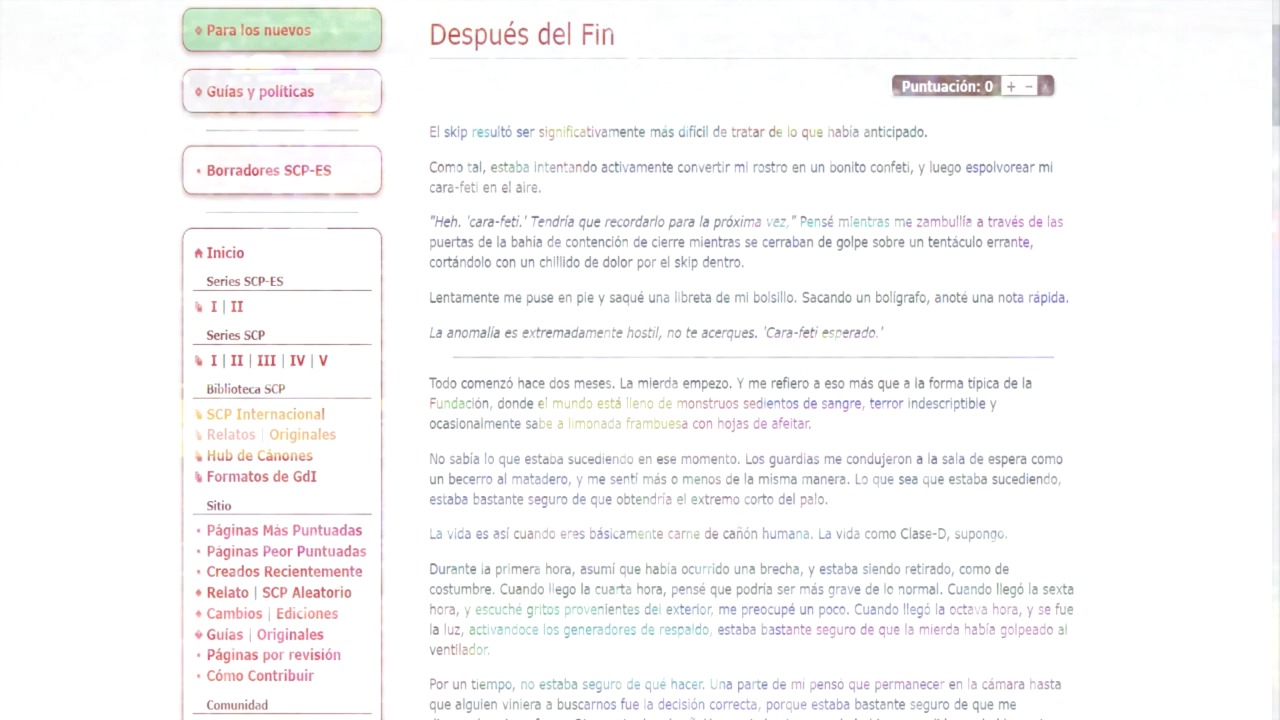 Para los nuevos
Guías y políticas
Borradores SCP-ES
Inicio
Series SCP-ES
I | II
Series SCP
I | II | III | IV | V
Biblioteca SCP
SCP Internacional
Relatos | Originales
Hub de Cánones
Formatos de GdI
Sitio
Páginas Más Puntuadas
Páginas Peor Puntuadas
Creados Recientemente
Relato | SCP Aleatorio
Cambios | Ediciones
Guías | Originales
Páginas por revisión
Cómo Contribuir
Comunidad
Después del Fin
Puntuación: 0 + −
El skip resultó ser significativamente más difícil de tratar de lo que había anticipado.
Como tal, estaba intentando activamente convertir mi rostro en un bonito confeti, y luego espolvorear mi
cara-feti en el aire.
"Heh. 'cara-feti.' Tendría que recordarlo para la próxima vez," Pensé mientras me zambullía a través de las
puertas de la bahía de contención de cierre mientras se cerraban de golpe sobre un tentáculo errante,
cortándolo con un chillido de dolor por el skip dentro.
Lentamente me puse en pie y saqué una libreta de mi bolsillo. Sacando un bolígrafo, anoté una nota rápida.
La anomalía es extremadamente hostil, no te acerques. 'Cara-feti esperado.'
Todo comenzó hace dos meses. La mierda empezo. Y me refiero a eso más que a la forma típica de la
Fundación, donde el mundo está lleno de monstruos sedientos de sangre, terror indescriptible y
ocasionalmente sabe a limonada frambuesa con hojas de afeitar.
No sabía lo que estaba sucediendo en ese momento. Los guardias me condujeron a la sala de espera como
un becerro al matadero, y me sentí más o menos de la misma manera. Lo que sea que estaba sucediendo,
estaba bastante seguro de que obtendría el extremo corto del palo.
La vida es así cuando eres básicamente carne de cañón humana. La vida como Clase-D, supongo.
Durante la primera hora, asumí que había ocurrido una brecha, y estaba siendo retirado, como de
costumbre. Cuando llego la cuarta hora, pensé que podría ser más grave de lo normal. Cuando llegó la sexta
hora, y escuché gritos provenientes del exterior, me preocupé un poco. Cuando llegó la octava hora, y se fue
la luz, activandoce los generadores de respaldo, estaba bastante seguro de que la mierda había golpeado al
ventilador.
Por un tiempo, no estaba seguro de qué hacer. Una parte de mi pensó que permanecer en la cámara hasta
que alguien viniera a buscarnos fue la decisión correcta, porque estaba bastante seguro de que me